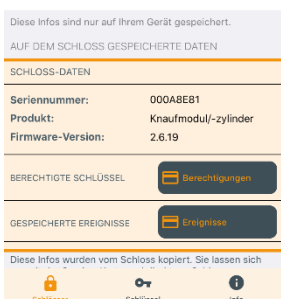 Diese Infos sind nur auf Ihrem Gerät gespeichert.
AUF DEM SCHLOSS GESPEICHERTE DATEN
SCHLOSS-DATEN
Seriennummer: 000A8E81
Produkt: Knaufmodul/-zylinder
Firmware-Version: 2.6.19
BERECHTIGTE SCHLÜSSEL Berechtigungen
GESPEICHERTE EREIGNISSE Ereignisse
Diese Infos wurden vom Schloss kopiert. Sie lassen sich